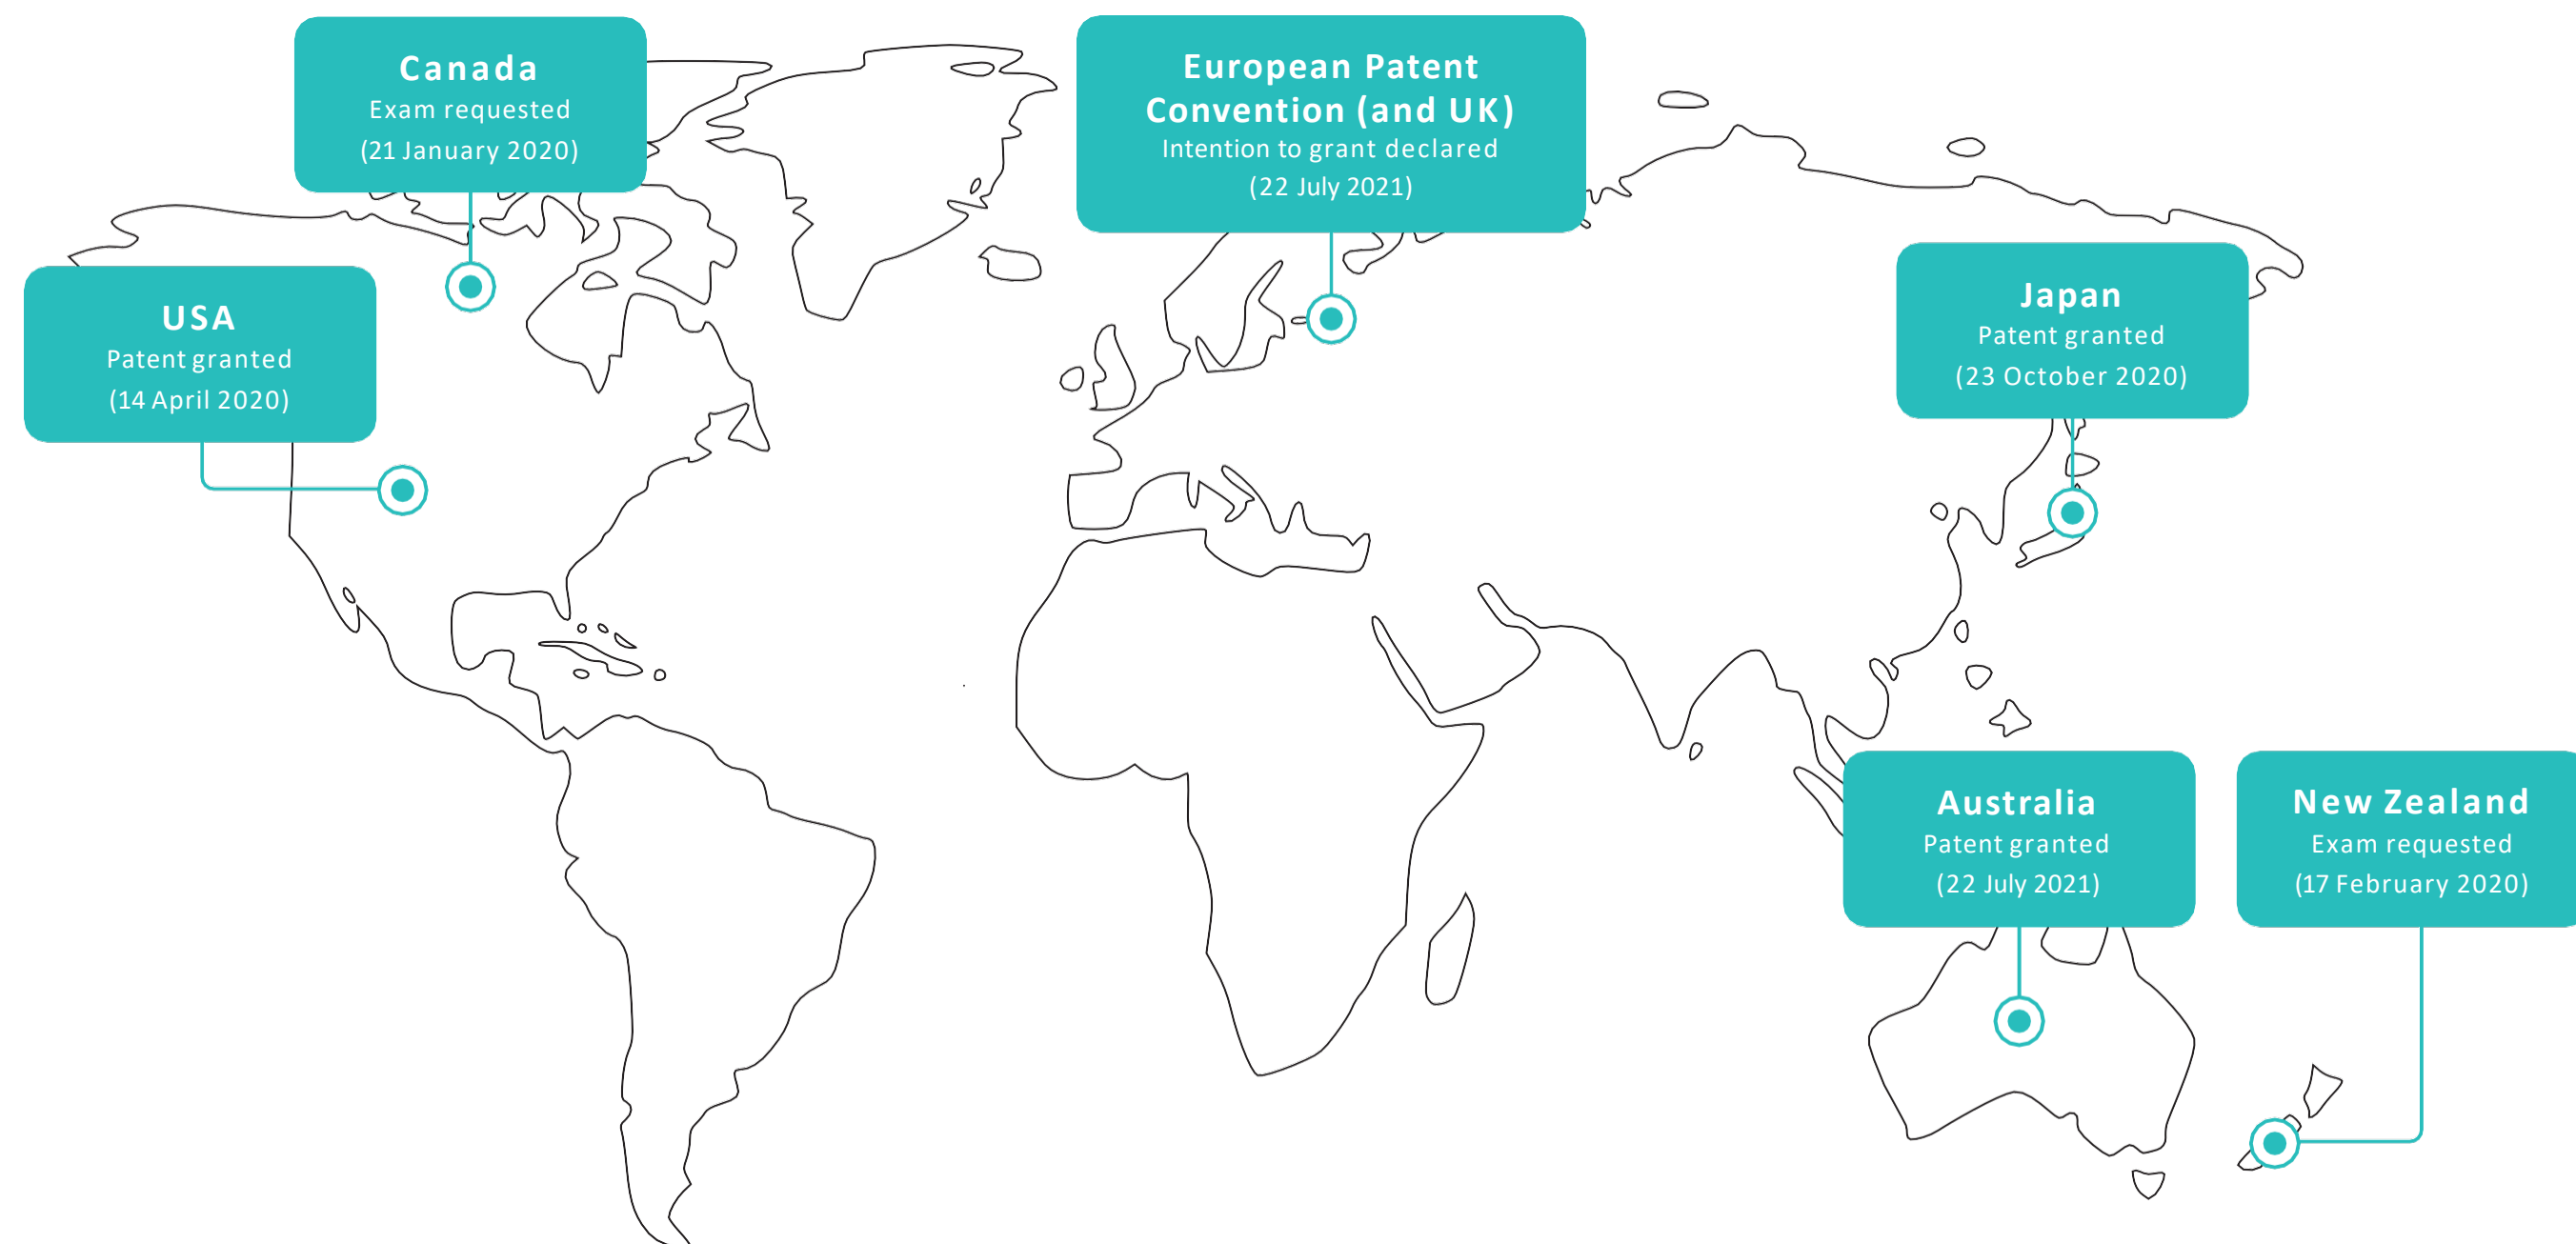 Canada
Exam requested
(21 January 2020)
European Patent
Convention (and UK)
Intention to grant declared
(22 July 2021)
USA
Patent granted
(14 April 2020)
Japan
Patent granted
(23 October 2020)
Australia
Patent granted
(22 July 2021)
New Zealand
Exam requested
(17 February 2020)